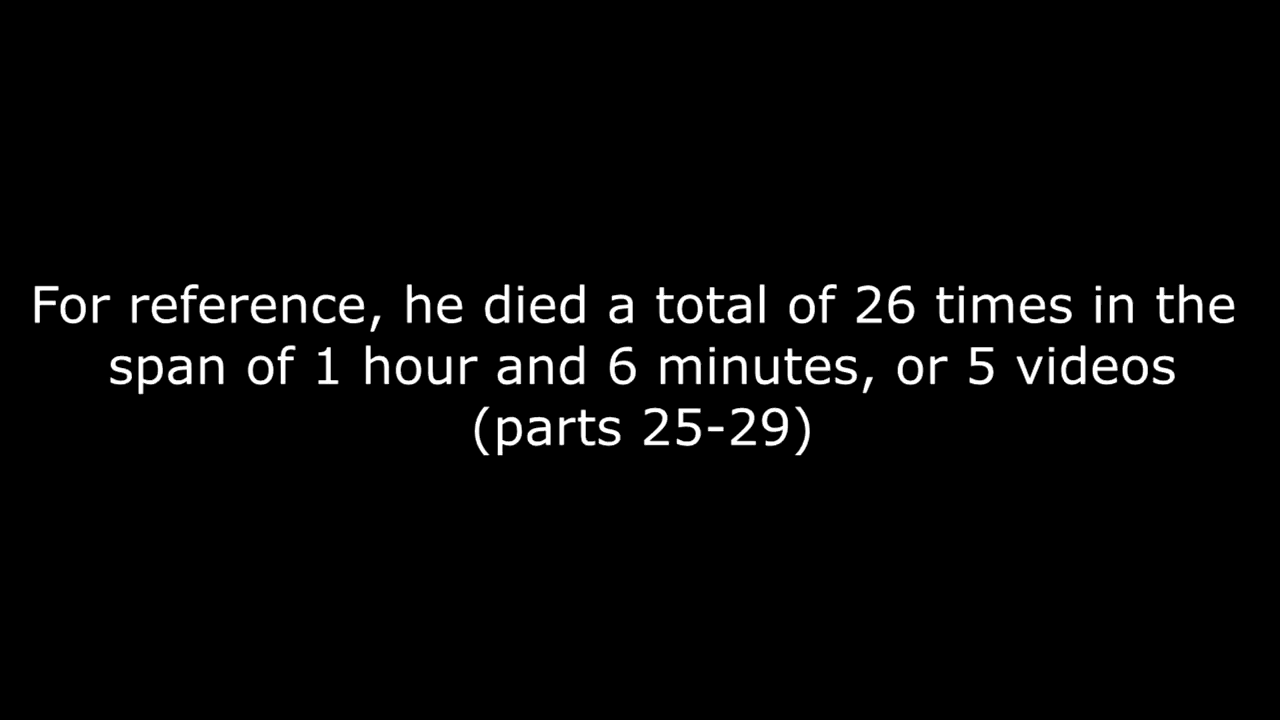 For reference, he died a total of 26 times in the
span of 1 hour and 6 minutes, or 5 videos
(parts 25-29)